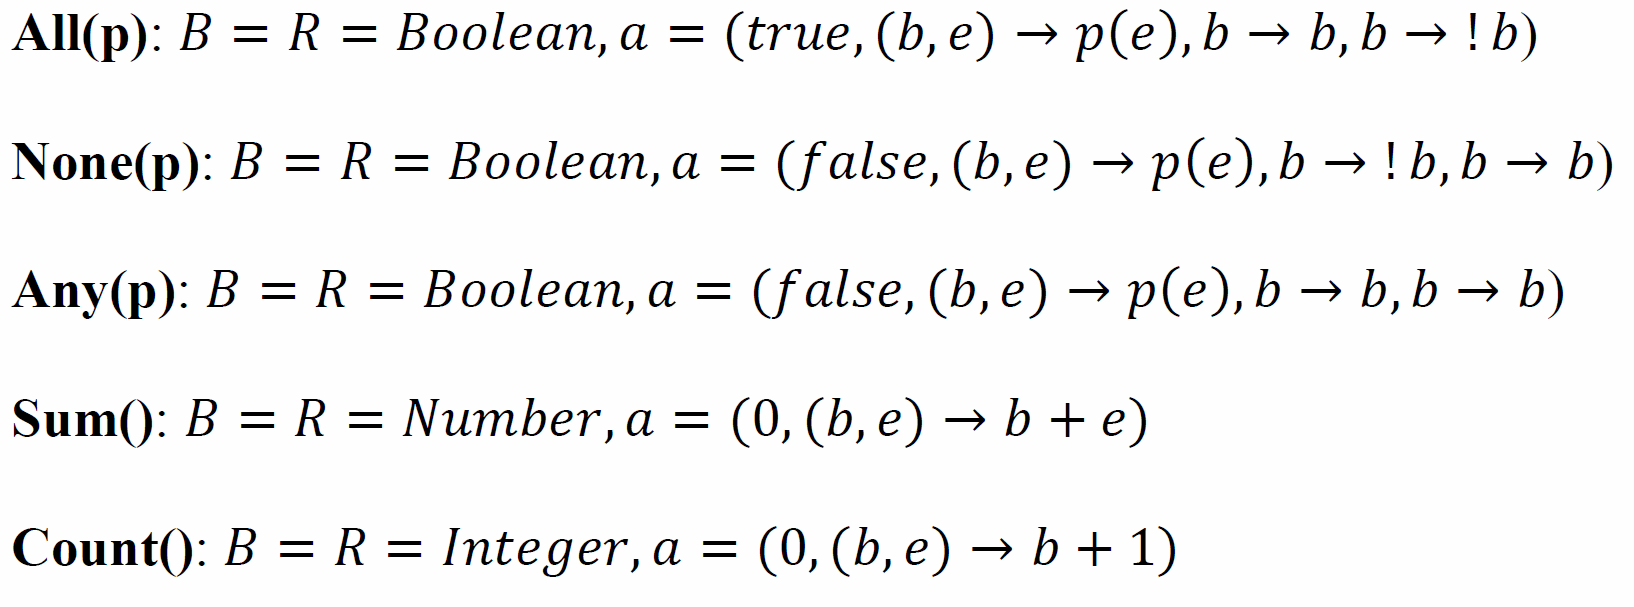 All(p): B = R = Boolean, a = (true, (b, e) → p(e), b → b, b → ! b)
None(p): B = R = Boolean, a = (false, (b, e) → p(e), b → ! b, b → b)
Any(p): B = R = Boolean, a = (false, (b, e) → p(e), b → b, b → b)
Sum(): B = R = Number, a = (0, (b, e) → b + e)
Count(): B = R = Integer, a = (0, (b, e) → b + 1)